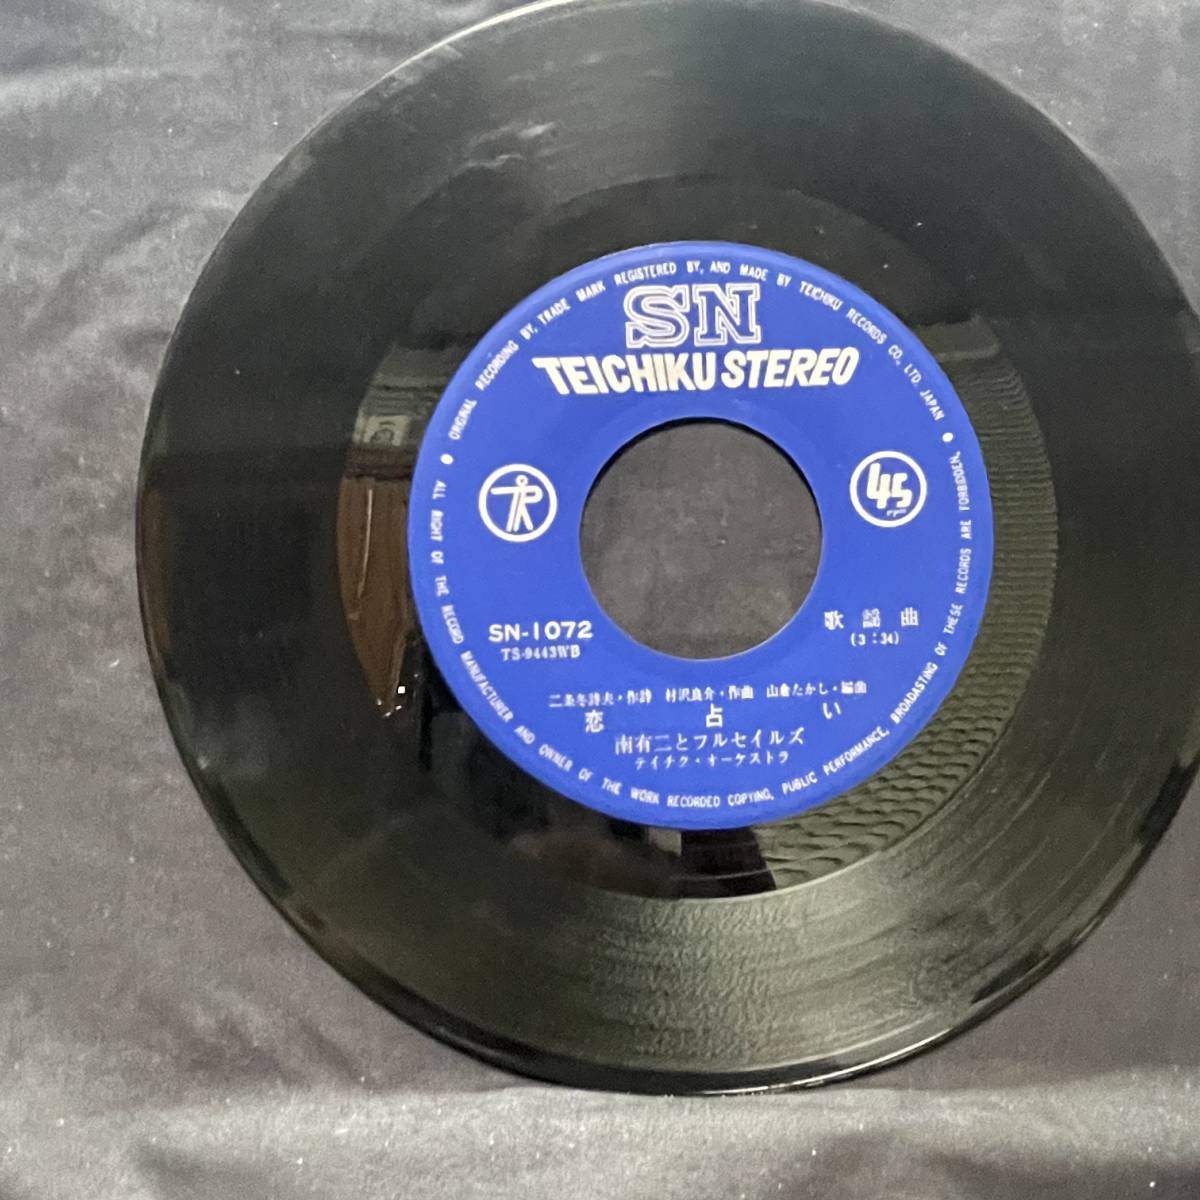 ORIGINAL RECORDING BY, TRADE MARK REGISTERED BY, AND MADE BY TEICHIKU RECORDS CO., LTD. JAPAN
SN
TEICHIKU STEREO
45
SN-1072
TS-9443WB
歌謡曲
(3:34)
二条冬詩夫・作詩 村沢良介・作曲 山倉たかし・編曲
恋占い
南有二とフルセイルズ
テイチク・オーケストラ
ALL RIGHT OF THE RECORD MANUFACTURER AND OWNER OF THE WORK RECORDED COPYING, PUBLIC PERFORMANCE, BROADASTING OF THESE RECORDS ARE FORBIDDEN.